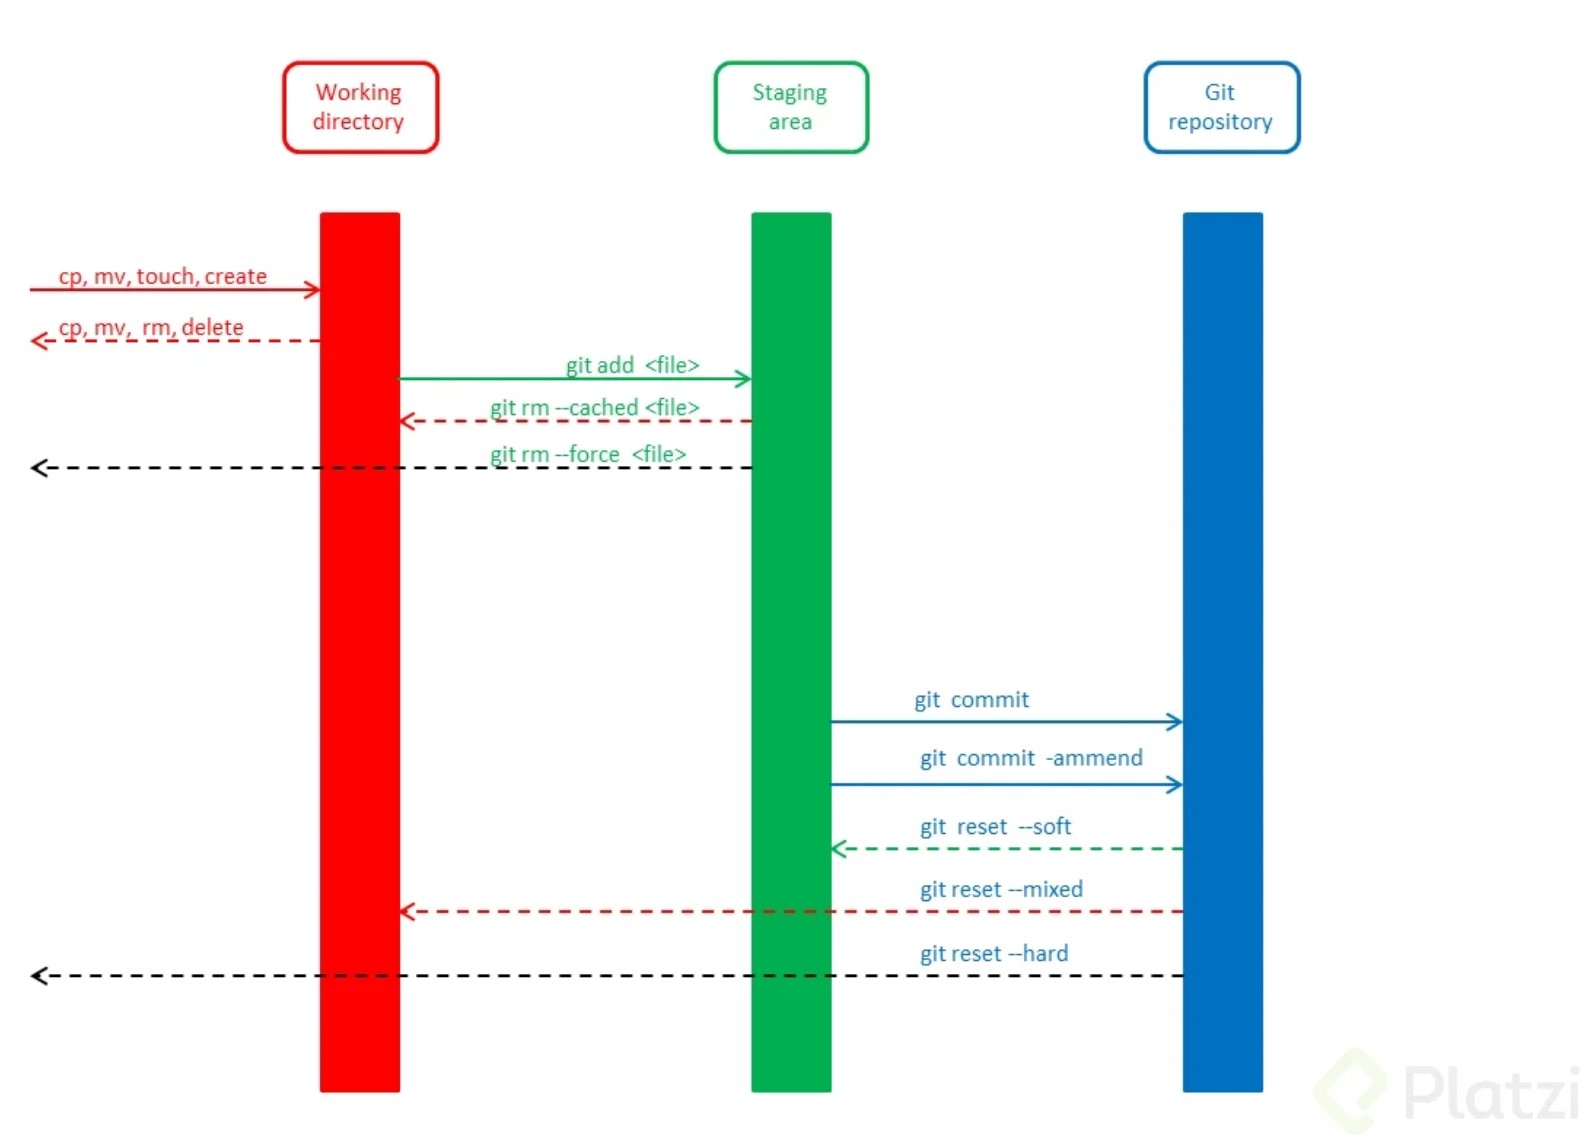 Working
directory
Staging
area
Git
repository
cp, mv, touch, create
cp, mv, rm, delete
git add <file>
git rm --cached <file>
git rm --force <file>
git commit
git commit -ammend
git reset --soft
git reset --mixed
git reset --hard
Platzi